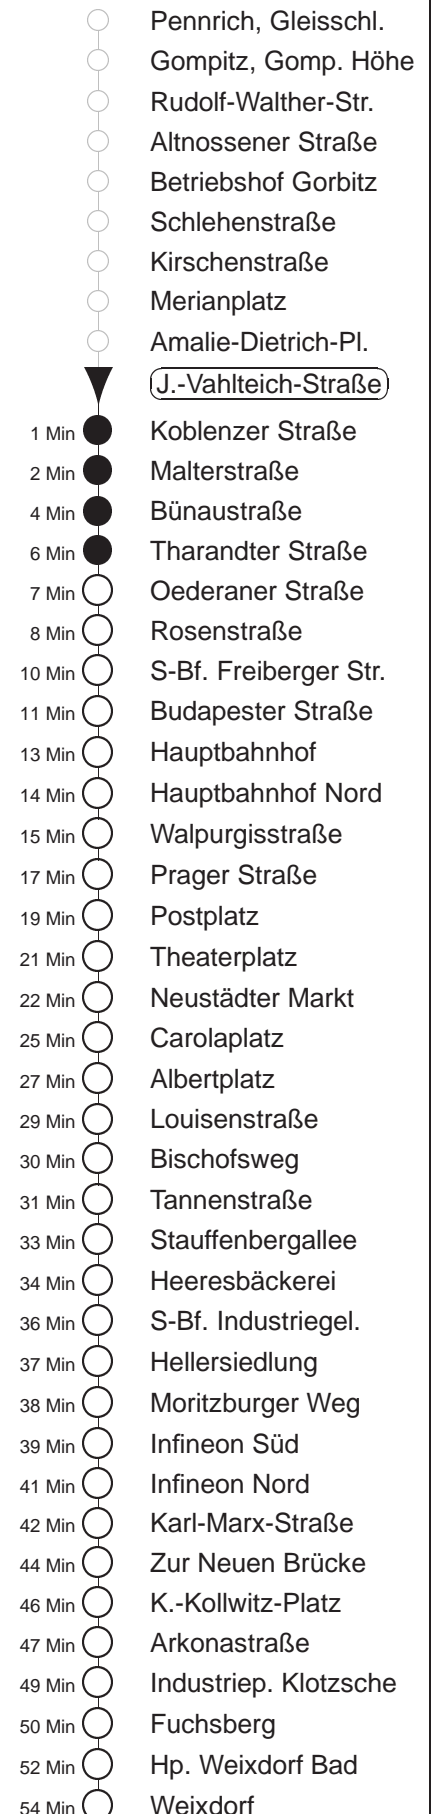 Pennrich, Gleisschl.
Gompitz, Gomp. Höhe
Rudolf-Walther-Str.
Altnossener Straße
Betriebshof Gorbitz
Schlehenstraße
Kirschenstraße
Merianplatz
Amalie-Dietrich-Pl.
J.-Vahlteich-Straße
1 Min Koblenzer Straße
2 Min Malterstraße
4 Min Bünaustraße
6 Min Tharandter Straße
7 Min Oederaner Straße
8 Min Rosenstraße
10 Min S-Bf. Freiberger Str.
11 Min Budapester Straße
13 Min Hauptbahnhof
14 Min Hauptbahnhof Nord
15 Min Walpurgisstraße
17 Min Prager Straße
19 Min Postplatz
21 Min Theaterplatz
22 Min Neustädter Markt
25 Min Carolaplatz
27 Min Albertplatz
29 Min Louisenstraße
30 Min Bischofsweg
31 Min Tannenstraße
33 Min Stauffenbergallee
34 Min Heeresbäckerei
36 Min S-Bf. Industriegel.
37 Min Hellersiedlung
38 Min Moritzburger Weg
39 Min Infineon Süd
41 Min Infineon Nord
42 Min Karl-Marx-Straße
44 Min Zur Neuen Brücke
46 Min K.-Kollwitz-Platz
47 Min Arkonastraße
49 Min Industriep. Klotzsche
50 Min Fuchsberg
52 Min Hp. Weixdorf Bad
54 Min Weixdorf